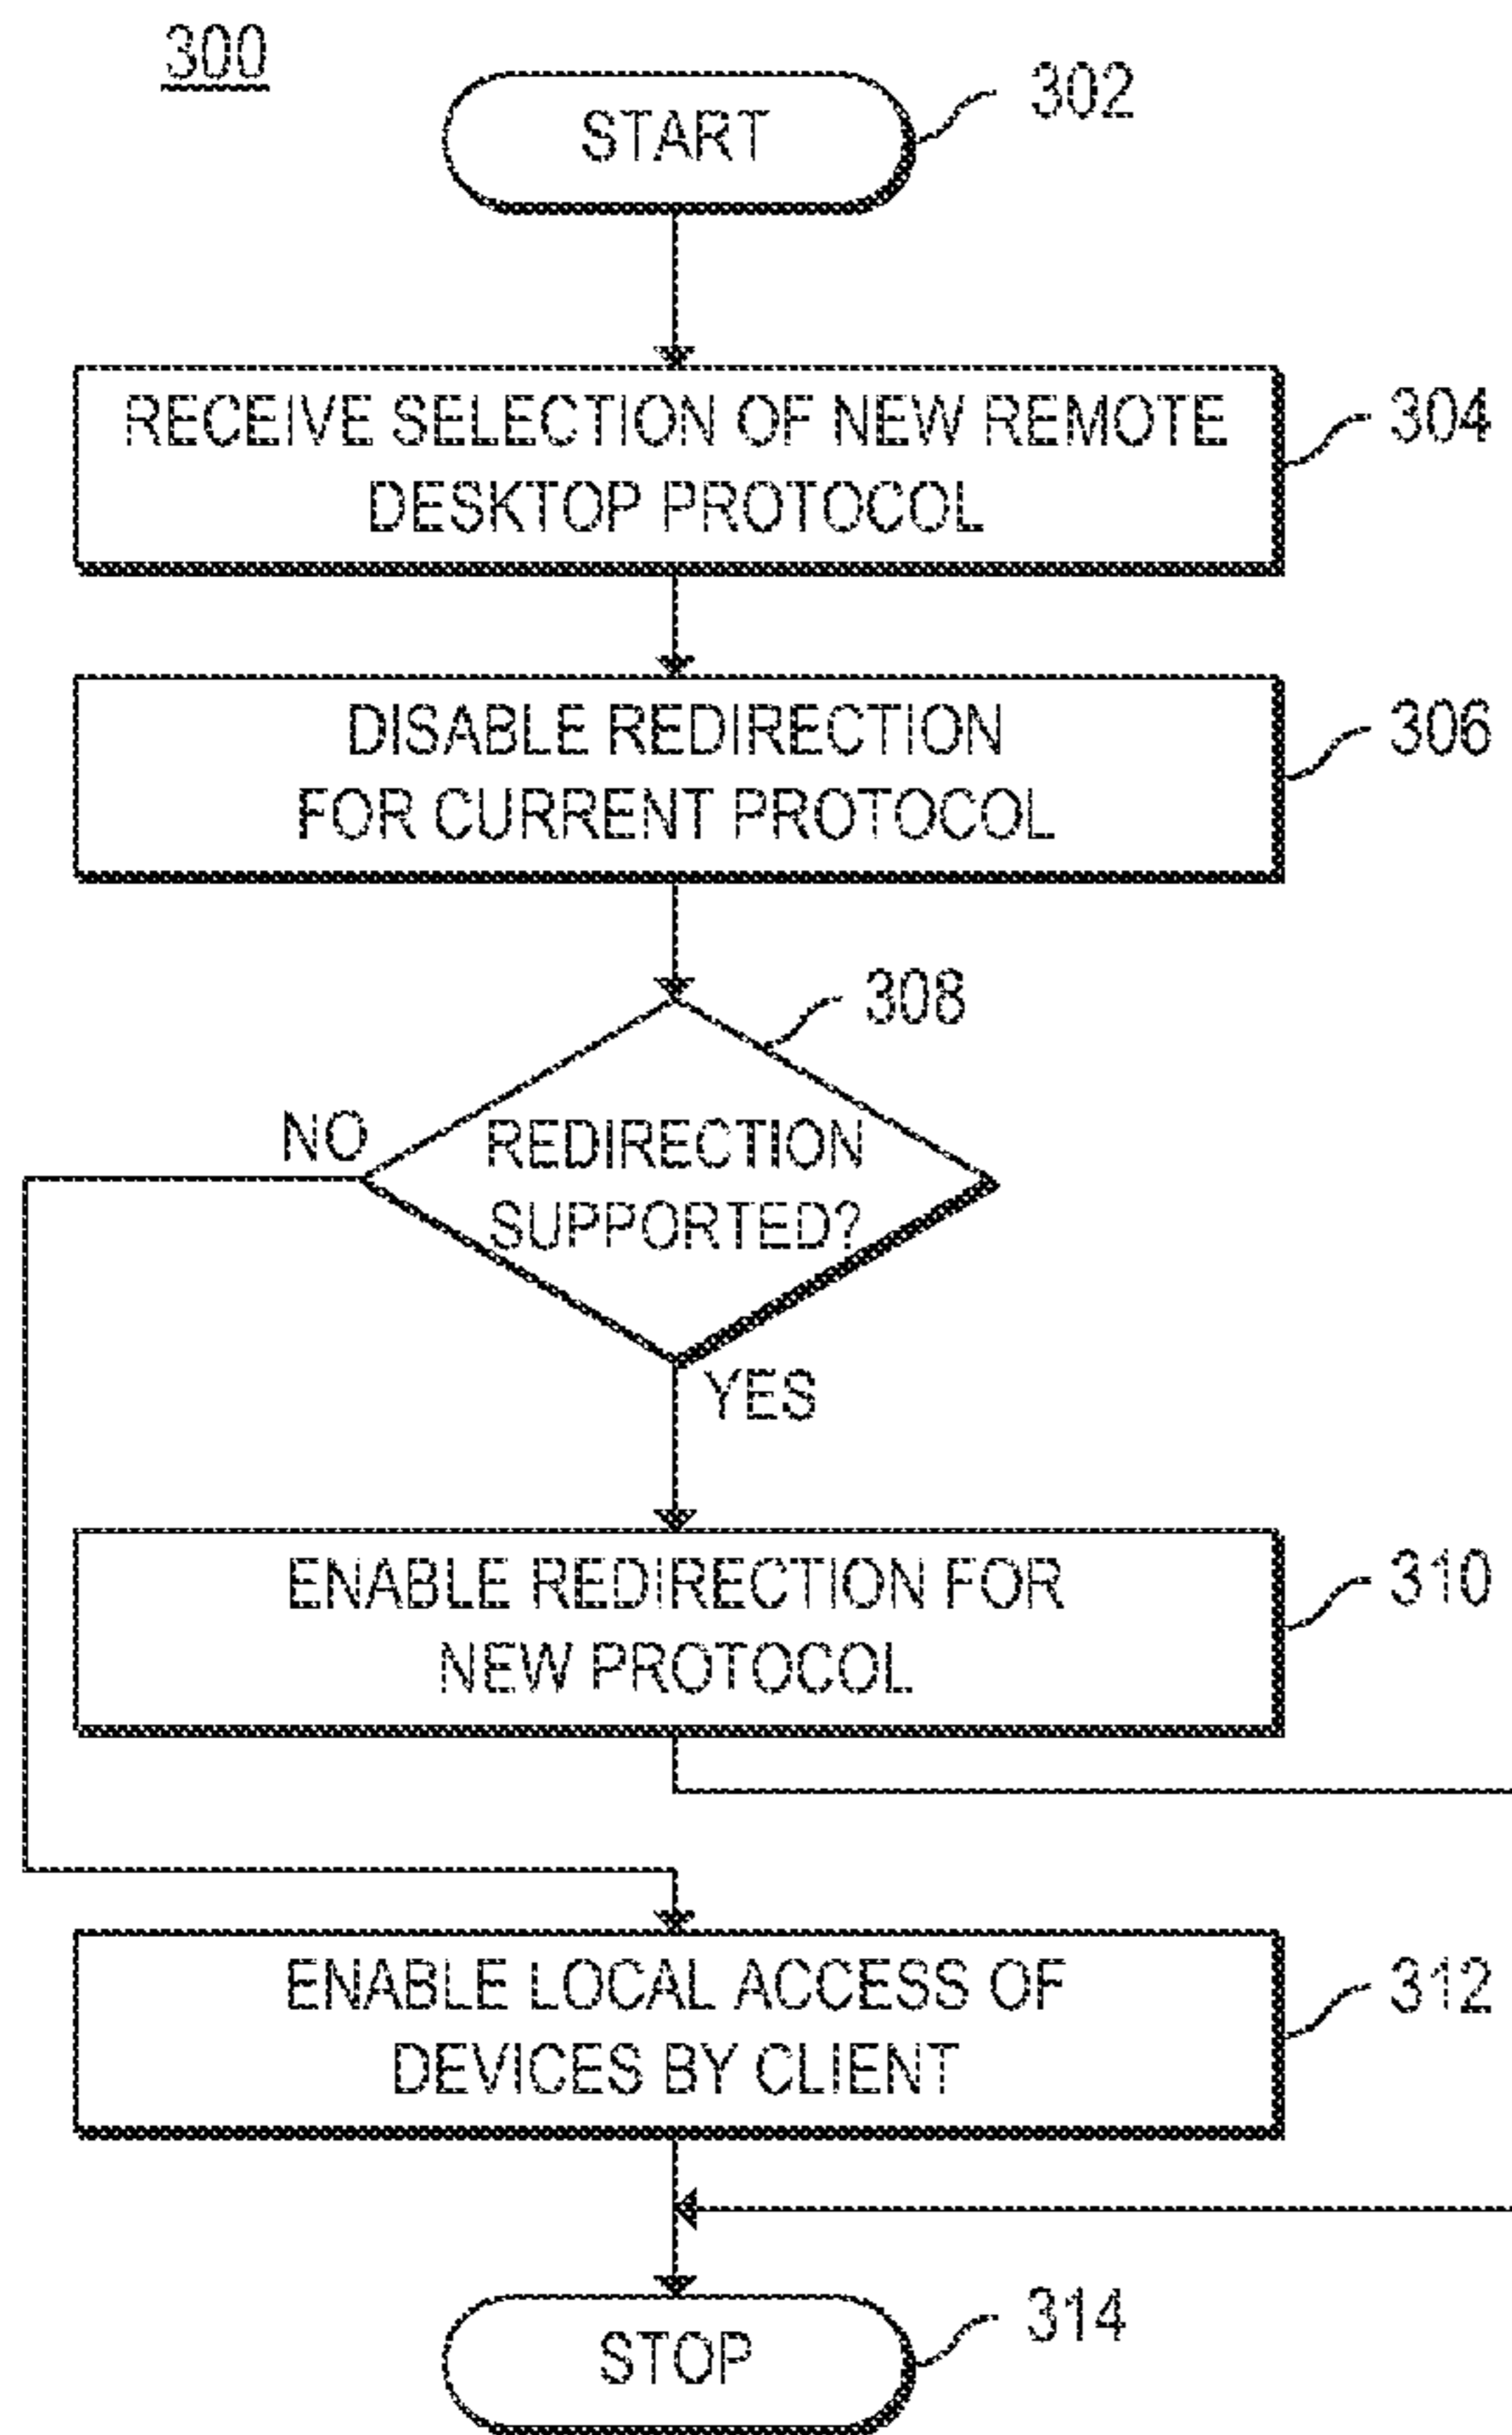 300
START
302
RECEIVE SELECTION OF NEW REMOTE
DESKTOP PROTOCOL
304
DISABLE REDIRECTION
FOR CURRENT PROTOCOL
306
308
REDIRECTION
SUPPORTED?
NO
YES
ENABLE REDIRECTION FOR
NEW PROTOCOL
310
ENABLE LOCAL ACCESS OF
DEVICES BY CLIENT
312
STOP
314